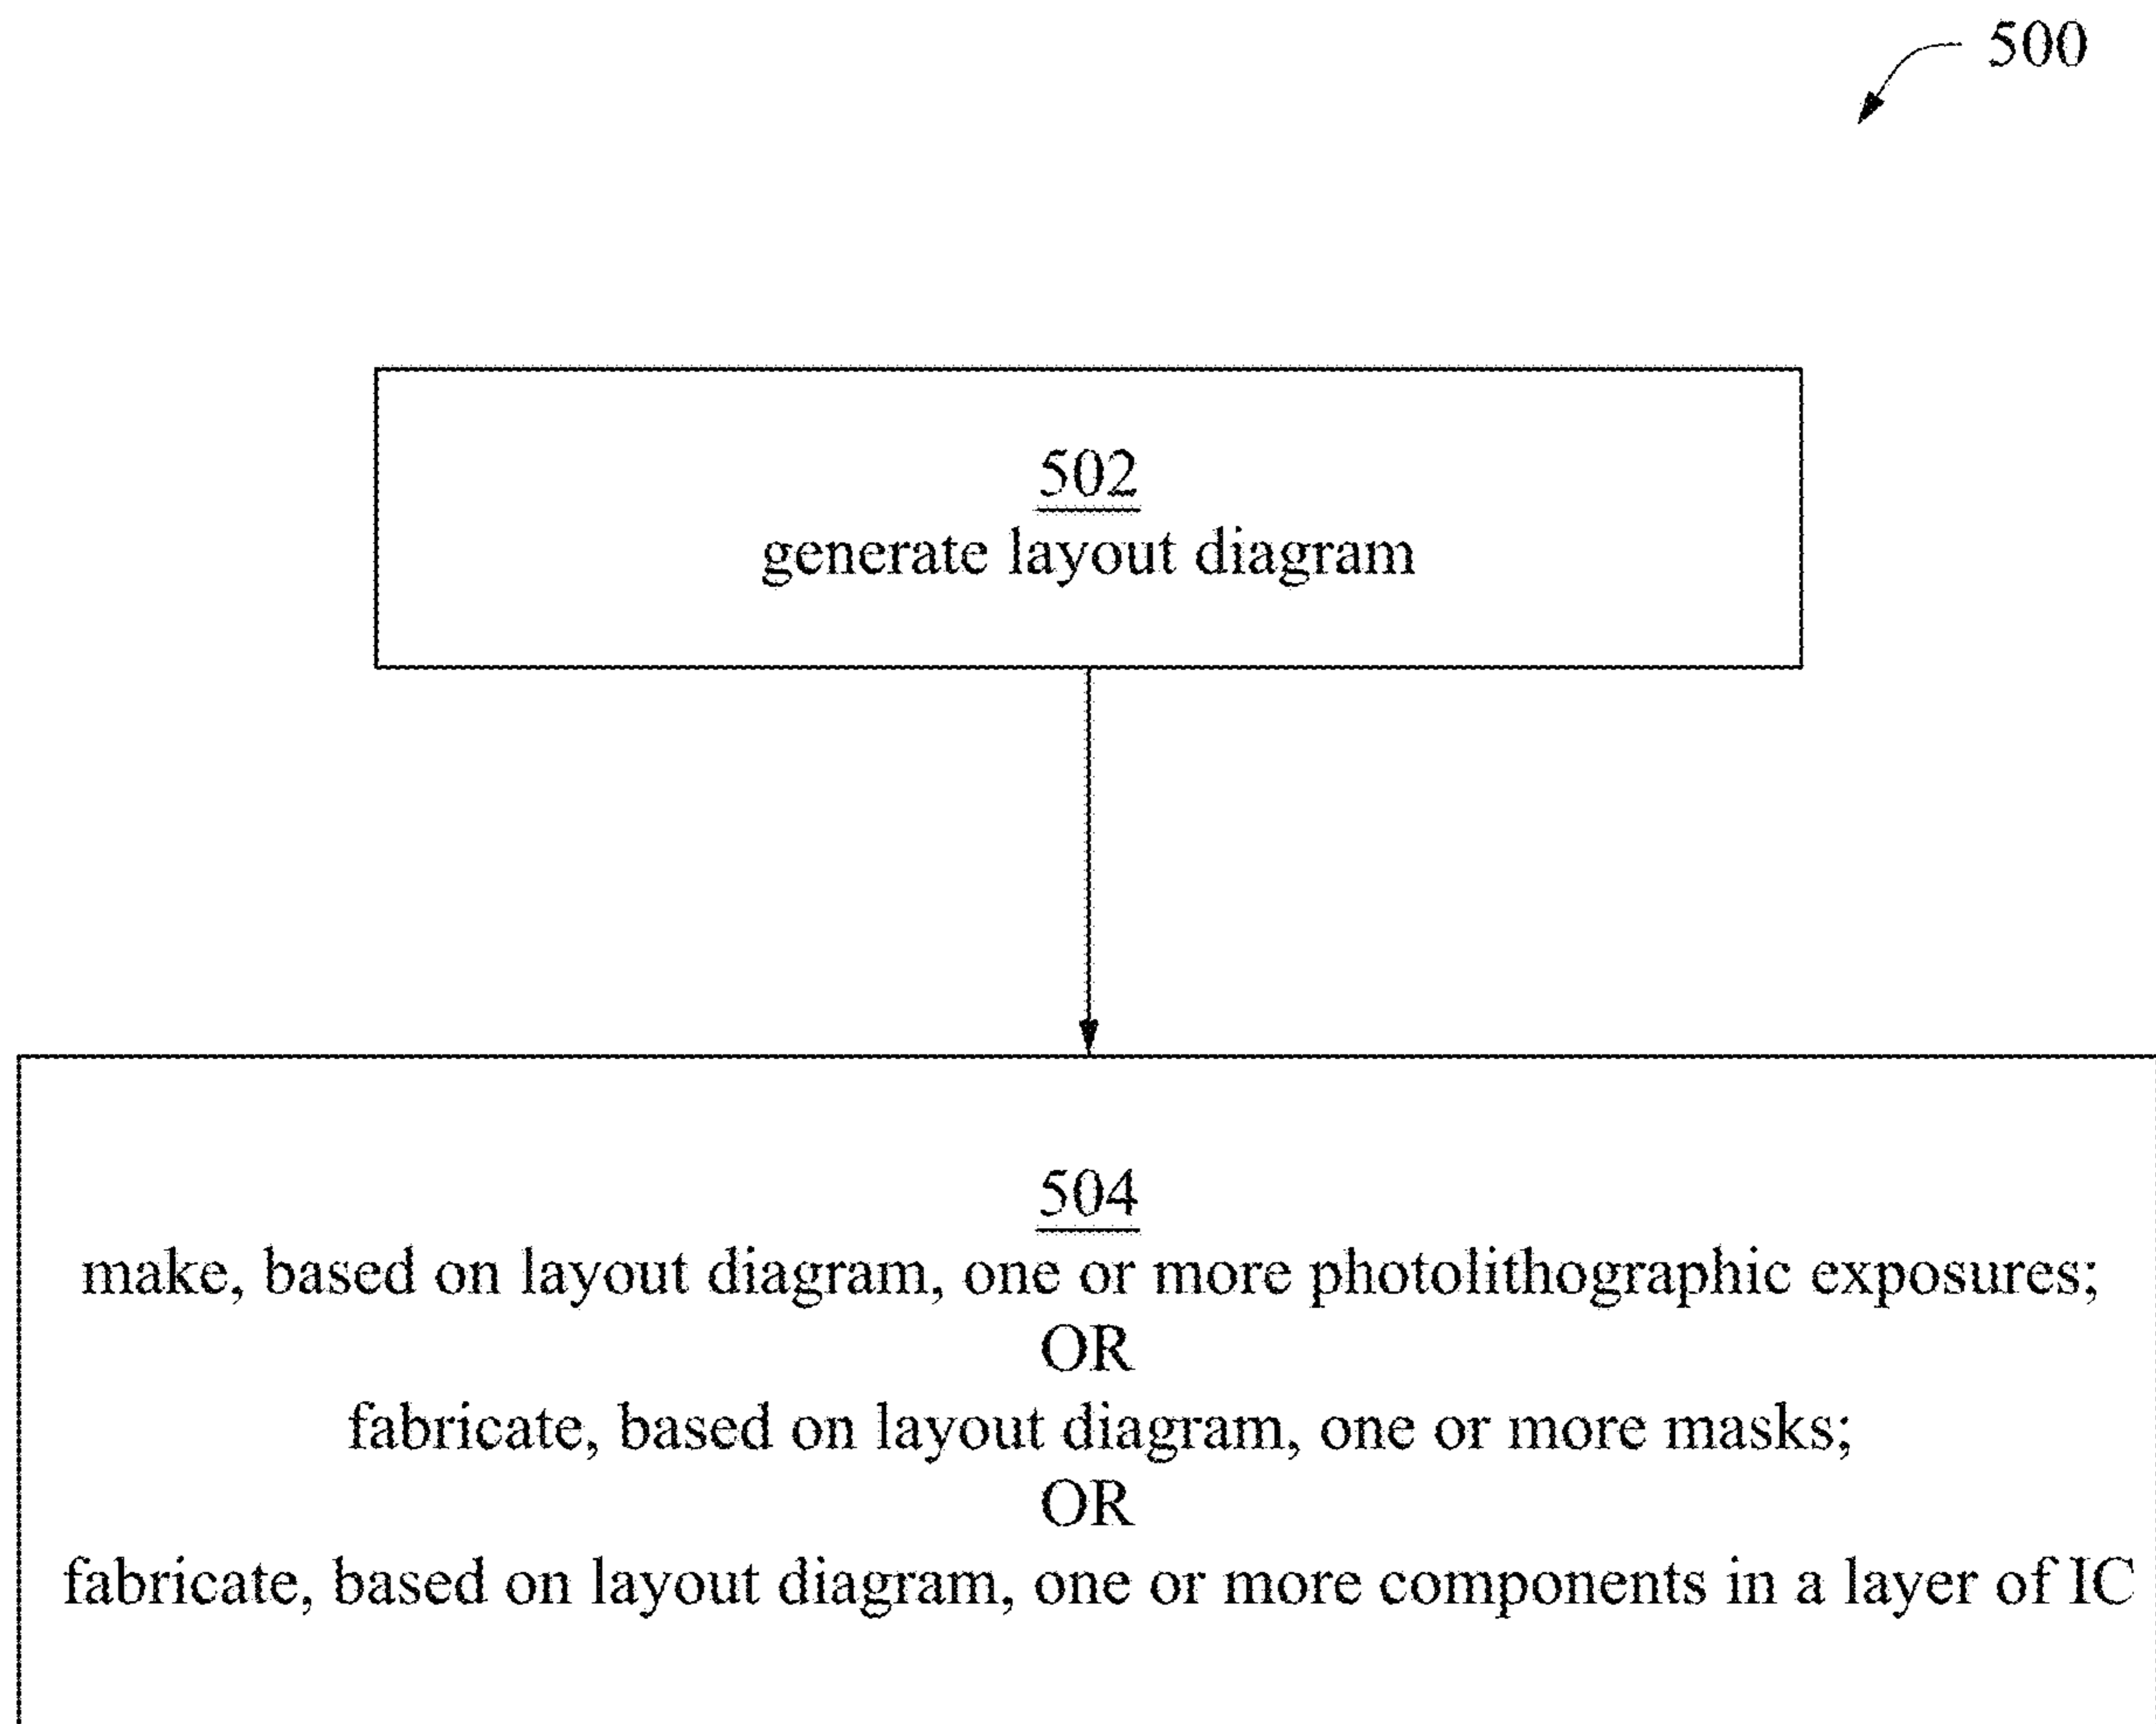 500
502
generate layout diagram
504
make, based on layout diagram, one or more photolithographic exposures;
OR
fabricate, based on layout diagram, one or more masks;
OR
fabricate, based on layout diagram, one or more components in a layer of IC